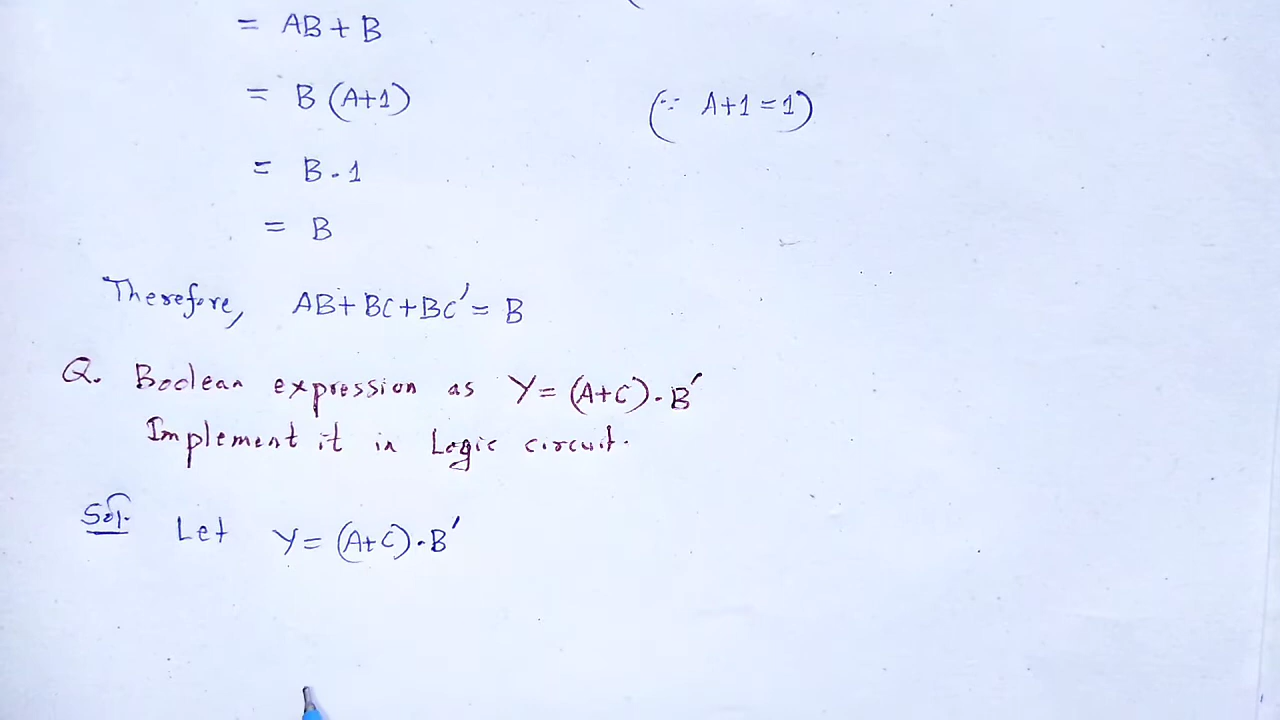 = AB + B
= B (A+1) (∵ A+1 = 1)
= B . 1
= B
Therefore, AB + BC + BC' = B
Q. Boolean expression as Y = (A+C) . B'
Implement it in Logic circuit.
Sol. Let Y = (A+C) . B'